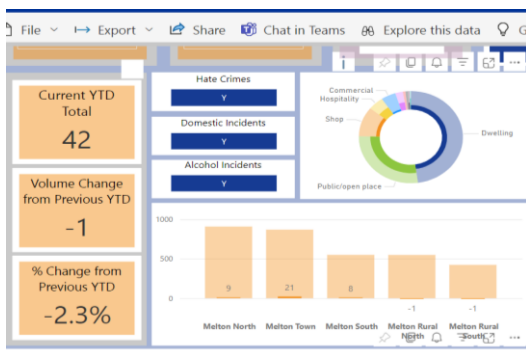 File Export Share Chat in Teams Explore this data G
Current YTD
Total
42
Volume Change
from Previous YTD
-1
% Change from
Previous YTD
-2.3%
Hate Crimes
Y
Domestic Incidents
Y
Alcohol Incidents
Y
Commercial
Hospitality
Shop
Dwelling
Public/open place
1000
500
0
9 21 8 -1 -1
Melton North Melton Town Melton South Melton Rural North Melton Rural South